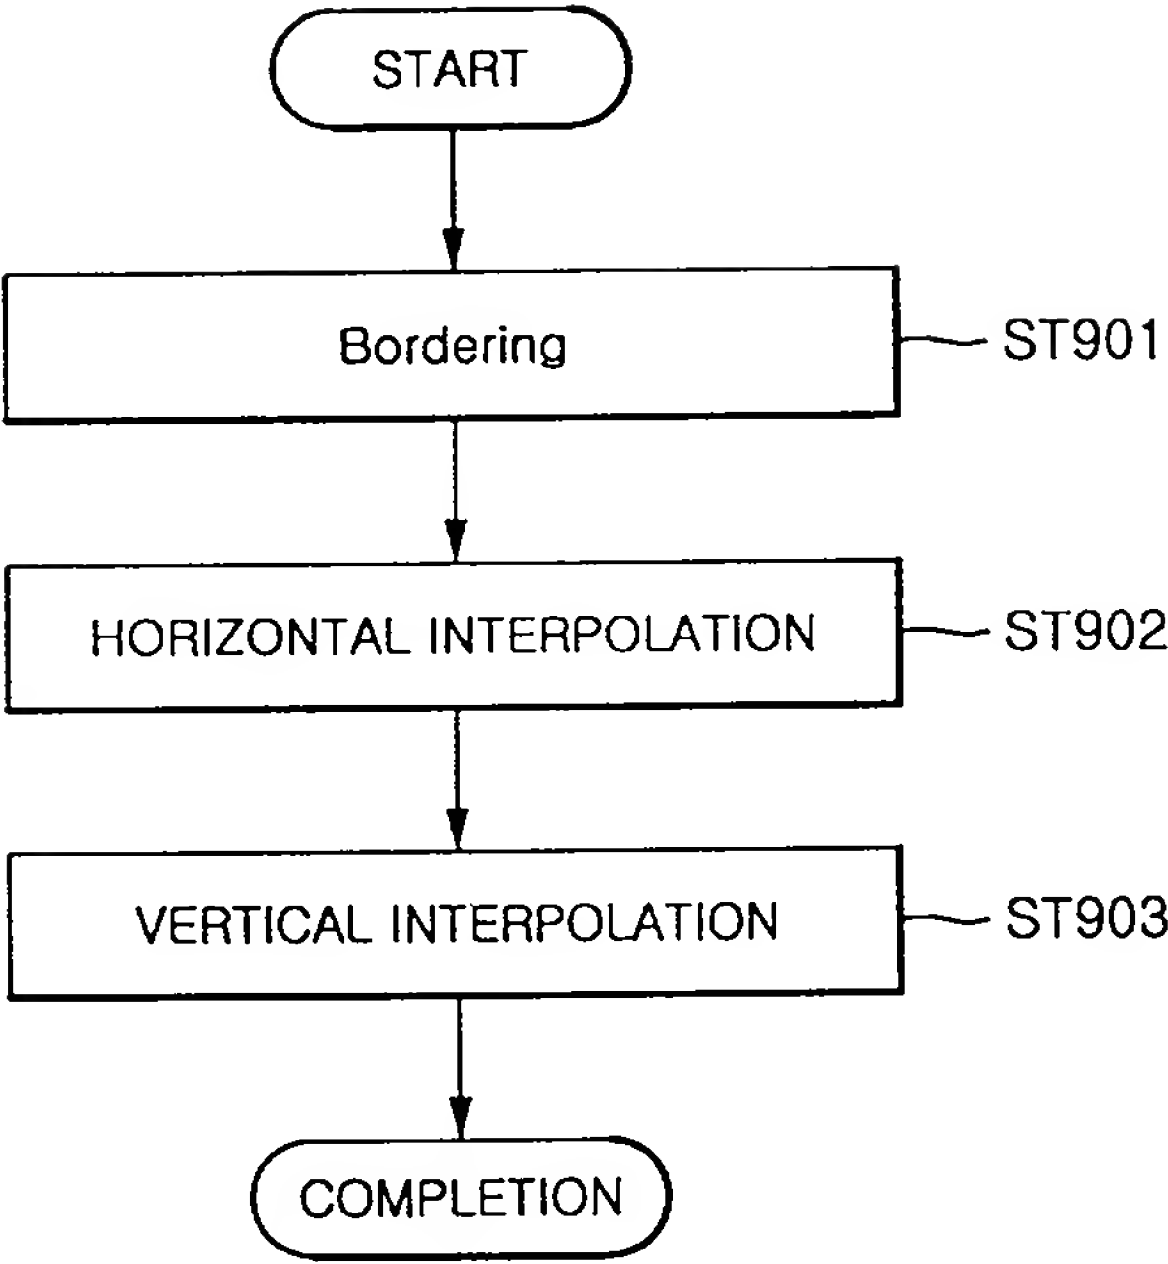 START
Bordering
ST901
HORIZONTAL INTERPOLATION
ST902
VERTICAL INTERPOLATION
ST903
COMPLETION